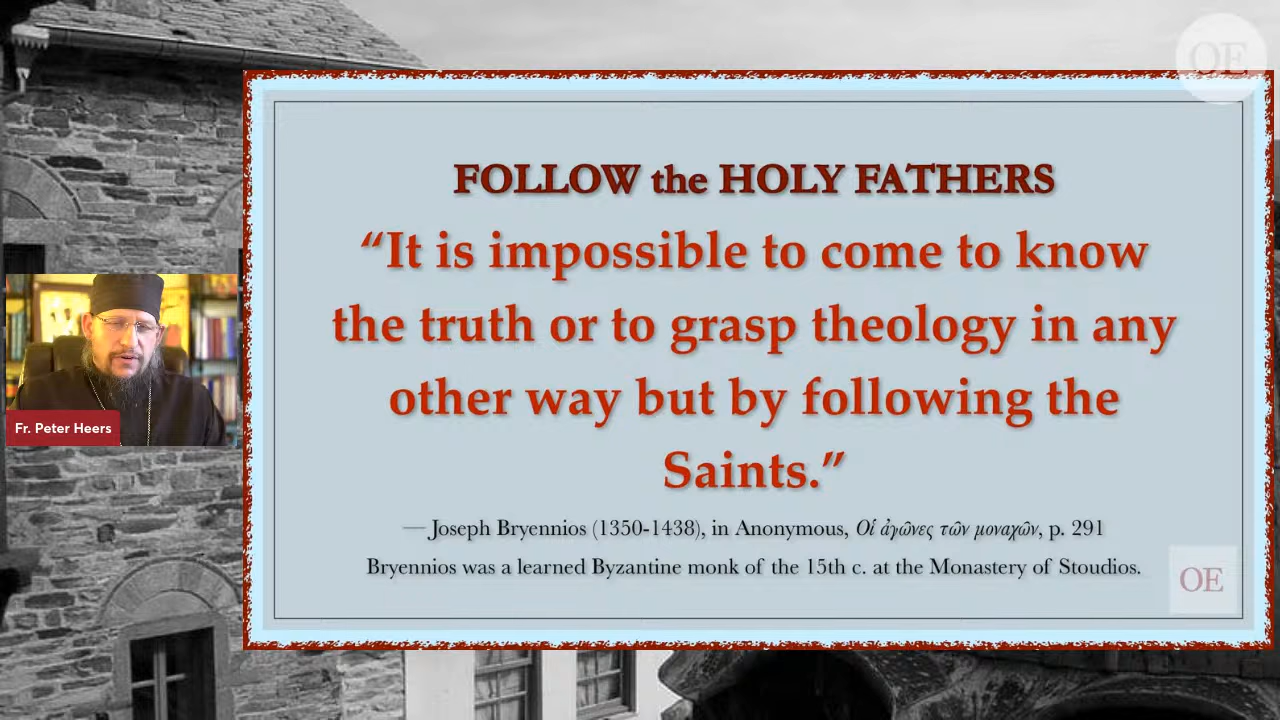 OE
FOLLOW the HOLY FATHERS
“It is impossible to come to know
the truth or to grasp theology in any
other way but by following the
Saints.”
— Joseph Bryennios (1350-1438), in Anonymous, Οἱ ἀγῶνες τῶν μοναχῶν, p. 291
Bryennios was a learned Byzantine monk of the 15th c. at the Monastery of Stoudios.
Fr. Peter Heers
OE